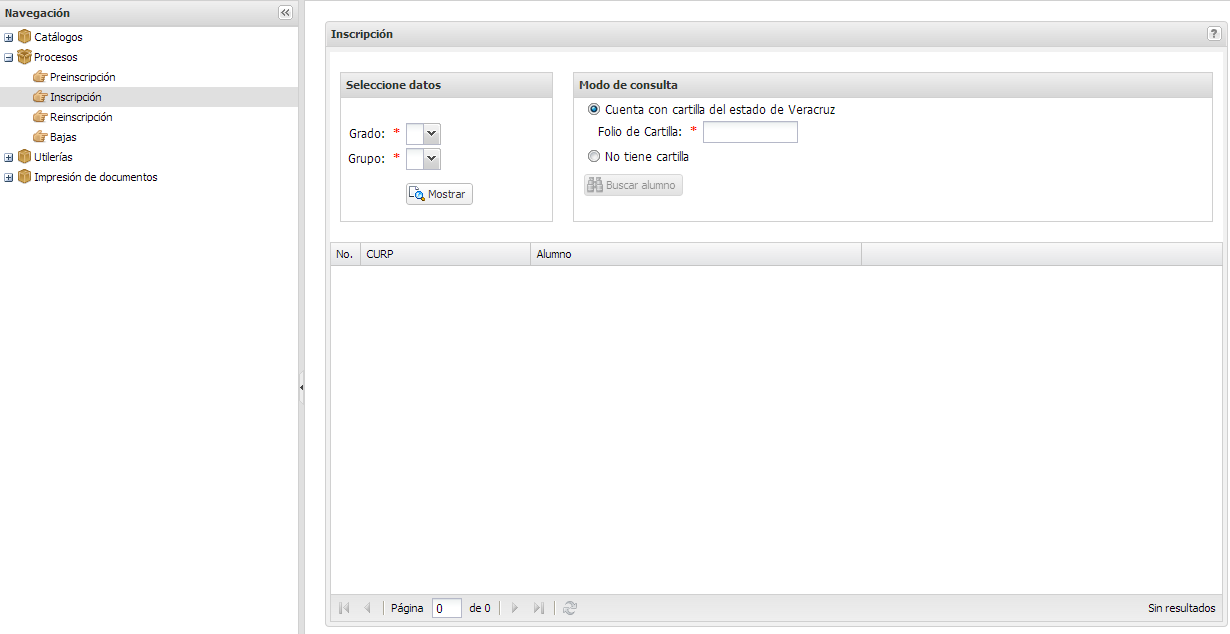 Navegación
Catálogos
Procesos
Preinscripción
Inscripción
Reinscripción
Bajas
Utilerías
Impresión de documentos
Inscripción
?
Seleccione datos
Grado: *
Grupo: *
Mostrar
Modo de consulta
Cuenta con cartilla del estado de Veracruz
Folio de Cartilla: *
No tiene cartilla
Buscar alumno
No. CURP Alumno
Página 0 de 0 Sin resultados